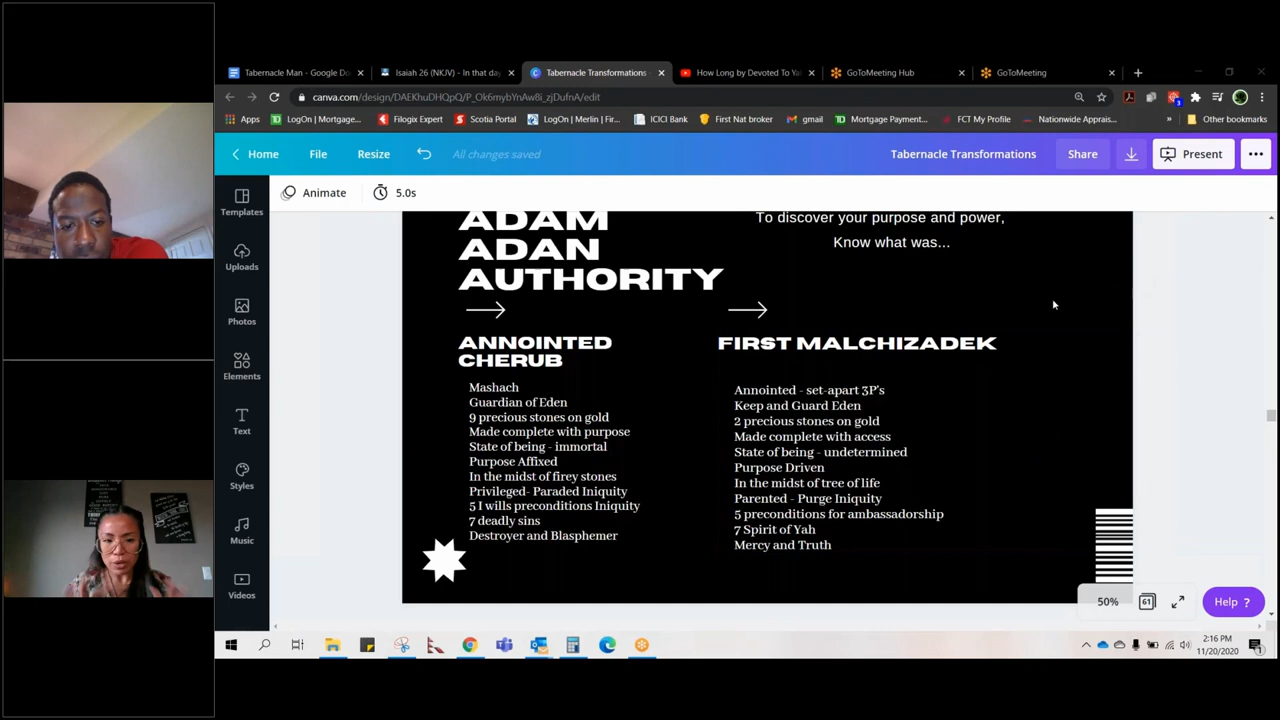 Tabernacle Man - Google Do
Isaiah 26 (NKJV) - In that day
Tabernacle Transformations -
How Long by Devoted To Ya
GoToMeeting Hub
GoToMeeting
canva.com/design/DAEKhuDHQpQ/P_Ok6mybYnAw8i_zjDufnA/edit
Apps
LogOn | Mortgage...
Filogix Expert
Scotia Portal
LogOn | Merlin | Fir...
ICICI Bank
First Nat broker
gmail
Mortgage Payment...
FCT My Profile
Nationwide Apprais...
»
Other bookmarks
Home
File
Resize
All changes saved
Tabernacle Transformations
Share
Present
Animate
5.0s
Templates
Uploads
Photos
Elements
Text
Styles
Music
Videos
ADAM
ADAN
AUTHORITY
To discover your purpose and power,
Know what was...
ANNOINTED
CHERUB
Mashach
Guardian of Eden
9 precious stones on gold
Made complete with purpose
State of being - immortal
Purpose Affixed
In the midst of firey stones
Privileged- Paraded Iniquity
5 I wills preconditions Iniquity
7 deadly sins
Destroyer and Blasphemer
FIRST MALCHIZADEK
Annointed - set-apart 3P's
Keep and Guard Eden
2 precious stones on gold
Made complete with access
State of being - undetermined
Purpose Driven
In the midst of tree of life
Parented - Purge Iniquity
5 preconditions for ambassadorship
7 Spirit of Yah
Mercy and Truth
50%
61
Help ?
2:16 PM
11/20/2020